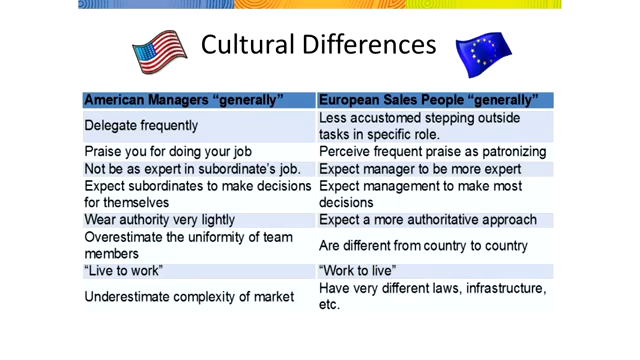 Cultural Differences
American Managers “generally”
European Sales People “generally”
Delegate frequently
Less accustomed stepping outside
tasks in specific role.
Praise you for doing your job
Perceive frequent praise as patronizing
Not be as expert in subordinate’s job.
Expect manager to be more expert
Expect subordinates to make decisions
for themselves
Expect management to make most
decisions
Wear authority very lightly
Expect a more authoritative approach
Overestimate the uniformity of team
members
Are different from country to country
“Live to work”
“Work to live”
Underestimate complexity of market
Have very different laws, infrastructure,
etc.